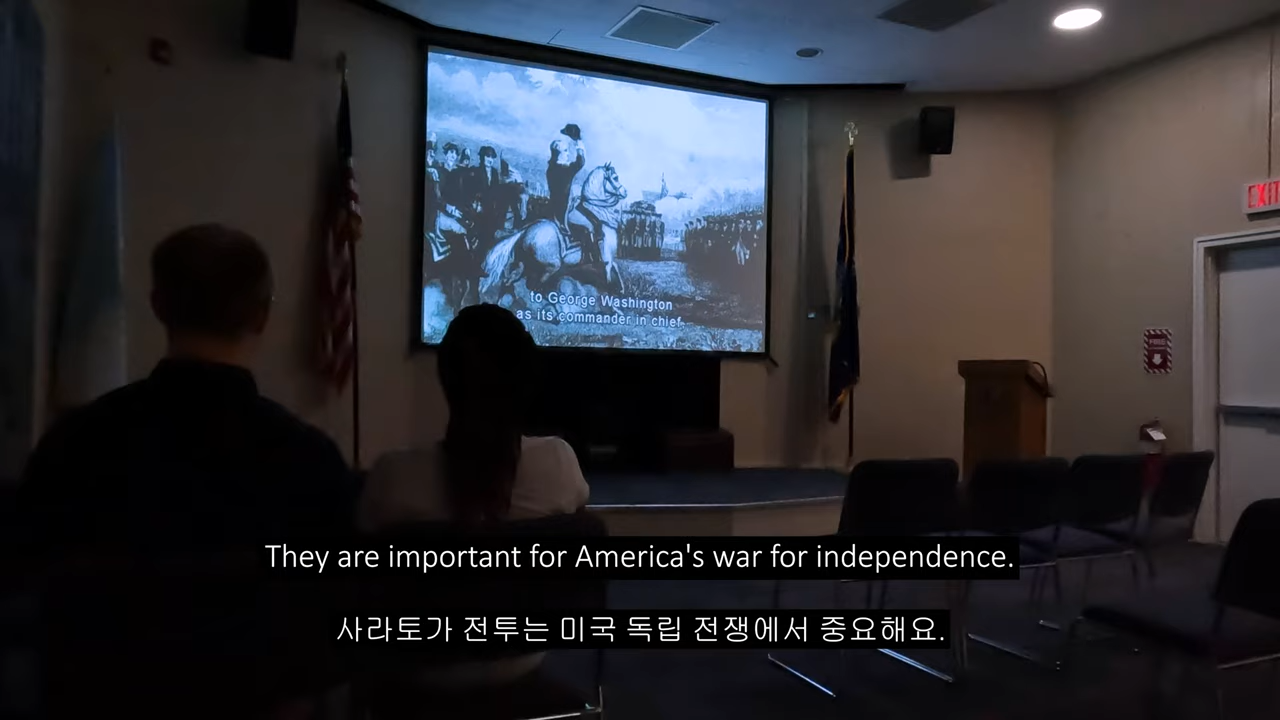 to George Washington
as its commander in chief.
EXIT
FIRE
They are important for America's war for independence.
사라토가 전투는 미국 독립 전쟁에서 중요해요.